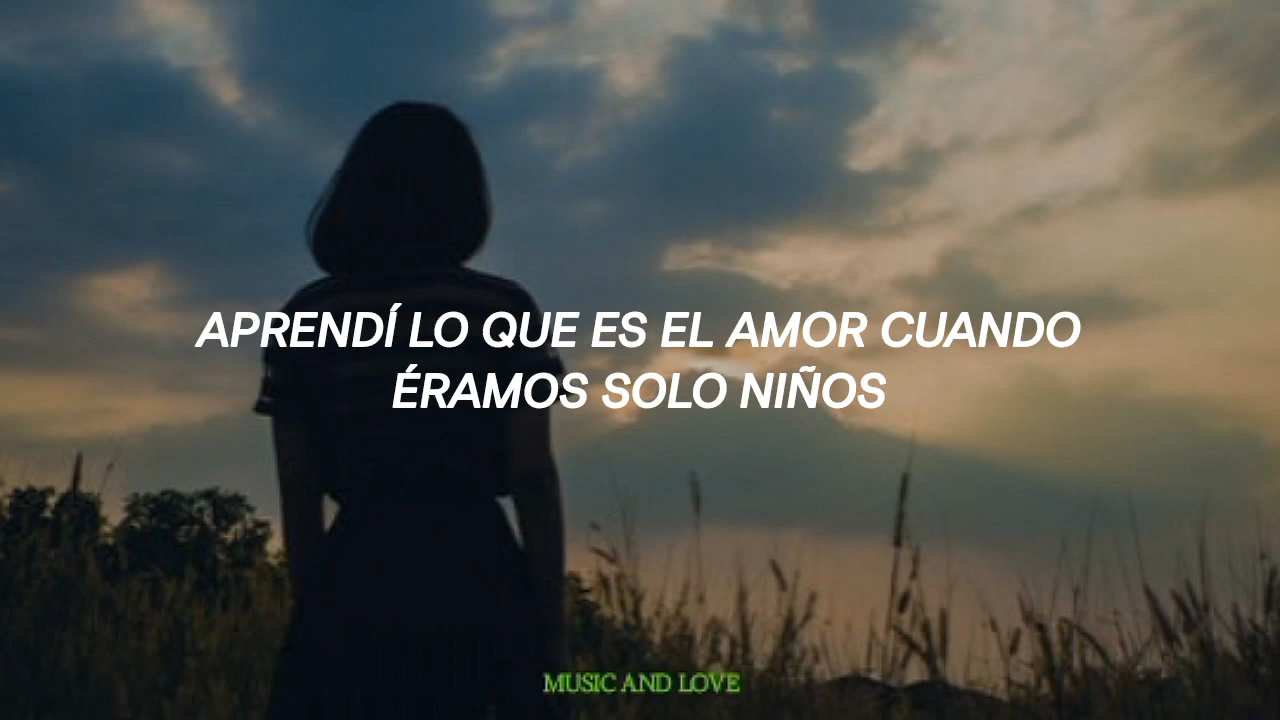 APRENDÍ LO QUE ES EL AMOR CUANDO
ÉRAMOS SOLO NIÑOS
MUSIC AND LOVE